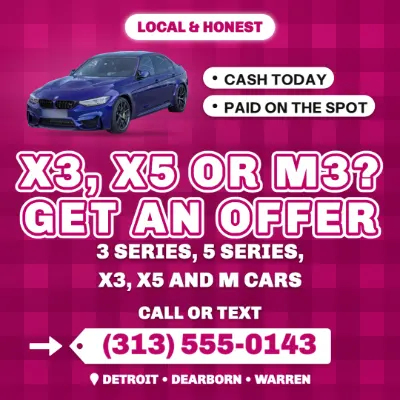 LOCAL & HONEST
• CASH TODAY
• PAID ON THE SPOT
X3, X5 OR M3?
GET AN OFFER
3 SERIES, 5 SERIES,
X3, X5 AND M CARS
CALL OR TEXT
(313) 555-0143
DETROIT • DEARBORN • WARREN